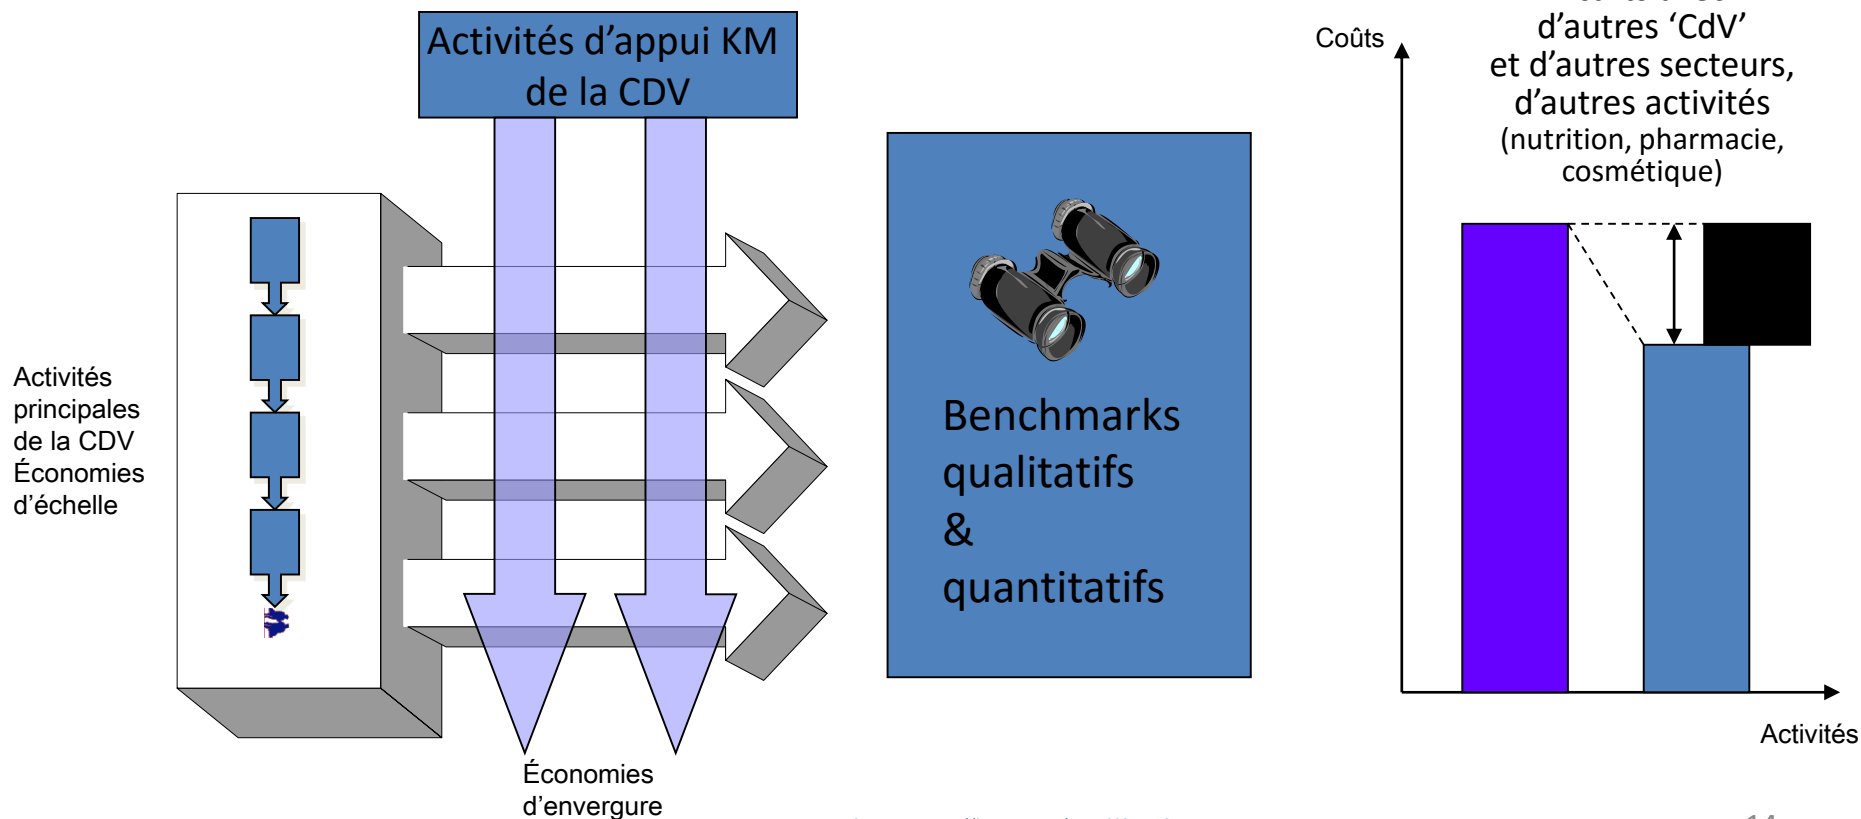 Activités d’appui KM
de la CDV
Activités
principales
de la CDV
Économies
d’échelle
Économies
d’envergure
Benchmarks
qualitatifs
&
quantitatifs
Coûts
d’autres ‘CdV’
et d’autres secteurs,
d’autres activités
(nutrition, pharmacie,
cosmétique)
Activités